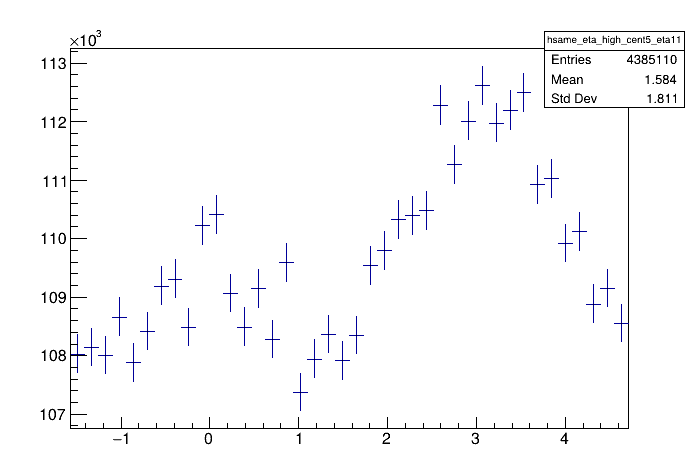 ×10³
hsame_eta_high_cent5_eta11
Entries 4385110
Mean 1.584
Std Dev 1.811
113
112
111
110
109
108
107
−1 0 1 2 3 4